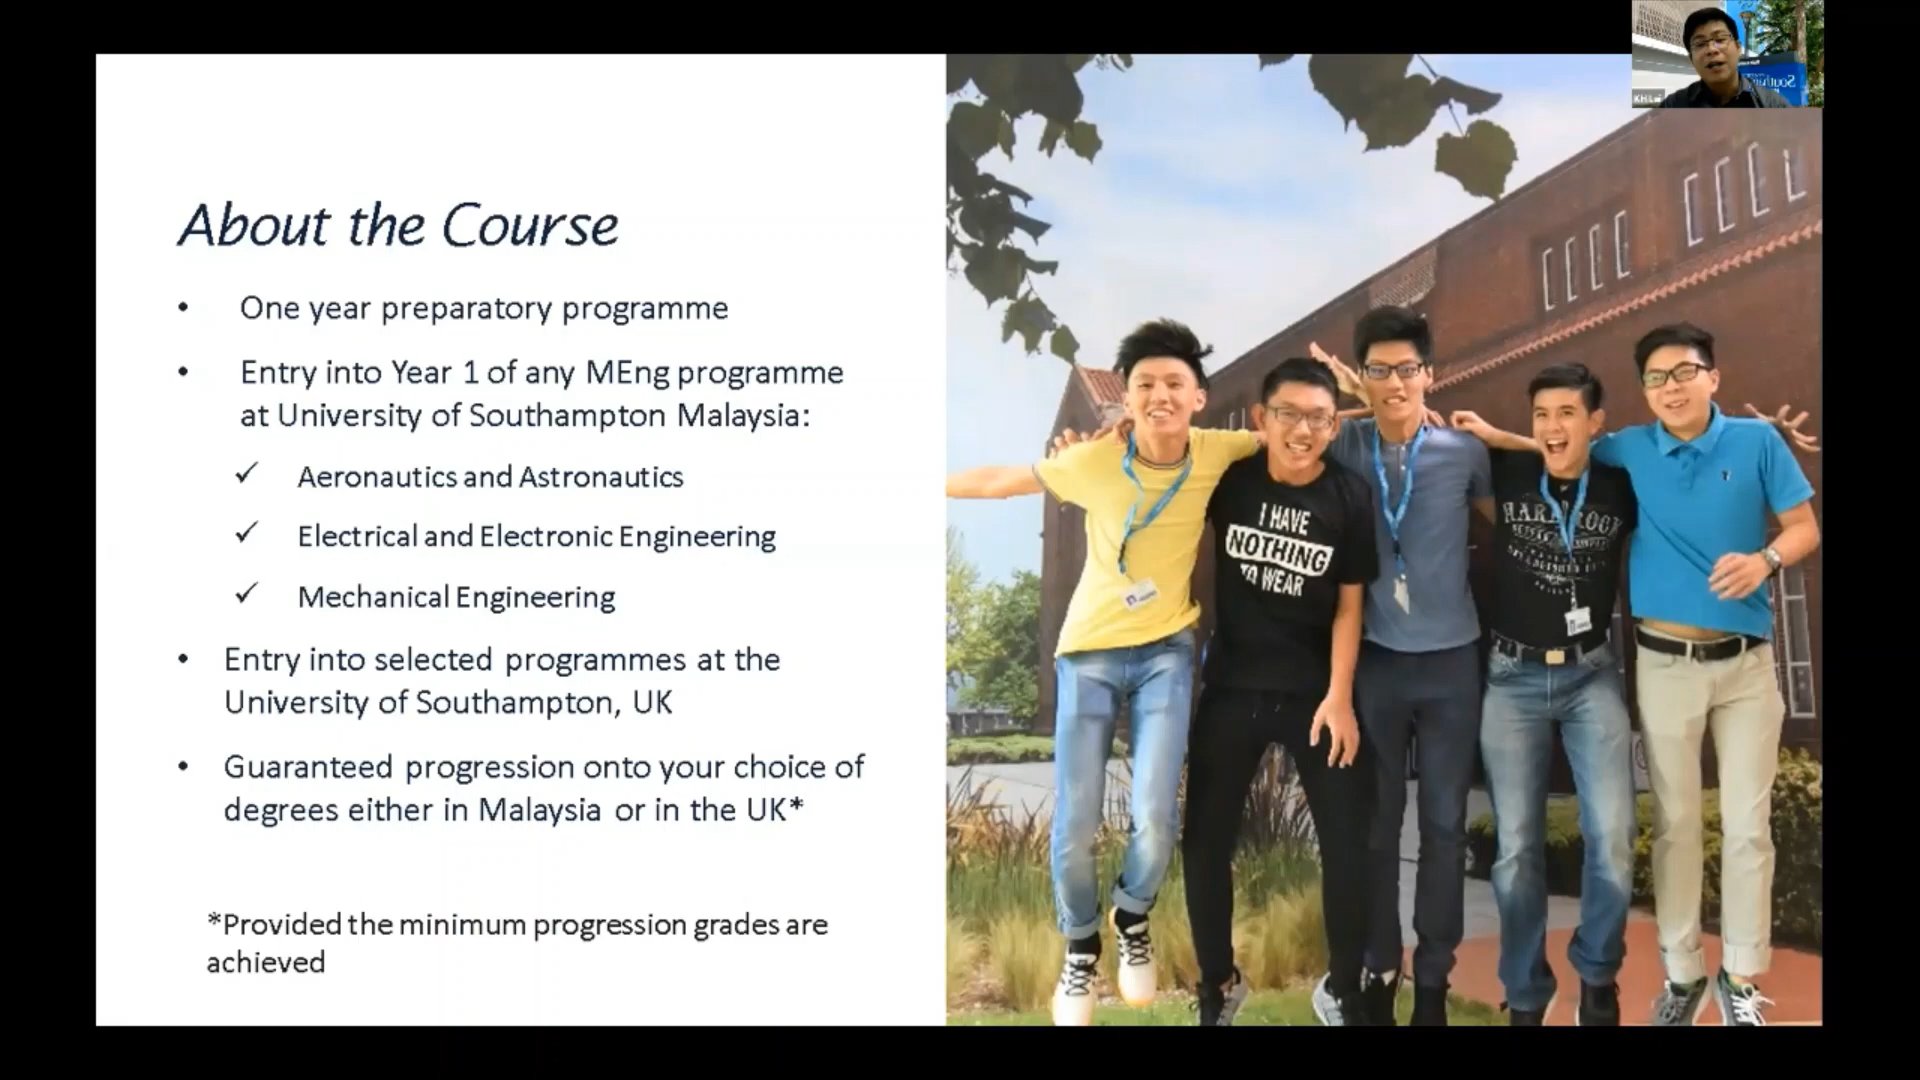 About the Course
• One year preparatory programme
• Entry into Year 1 of any MEng programme
at University of Southampton Malaysia:
✓ Aeronautics and Astronautics
✓ Electrical and Electronic Engineering
✓ Mechanical Engineering
• Entry into selected programmes at the
University of Southampton, UK
• Guaranteed progression onto your choice of
degrees either in Malaysia or in the UK*
*Provided the minimum progression grades are
achieved
I HAVE
NOTHING
TO WEAR
HARD ROCK